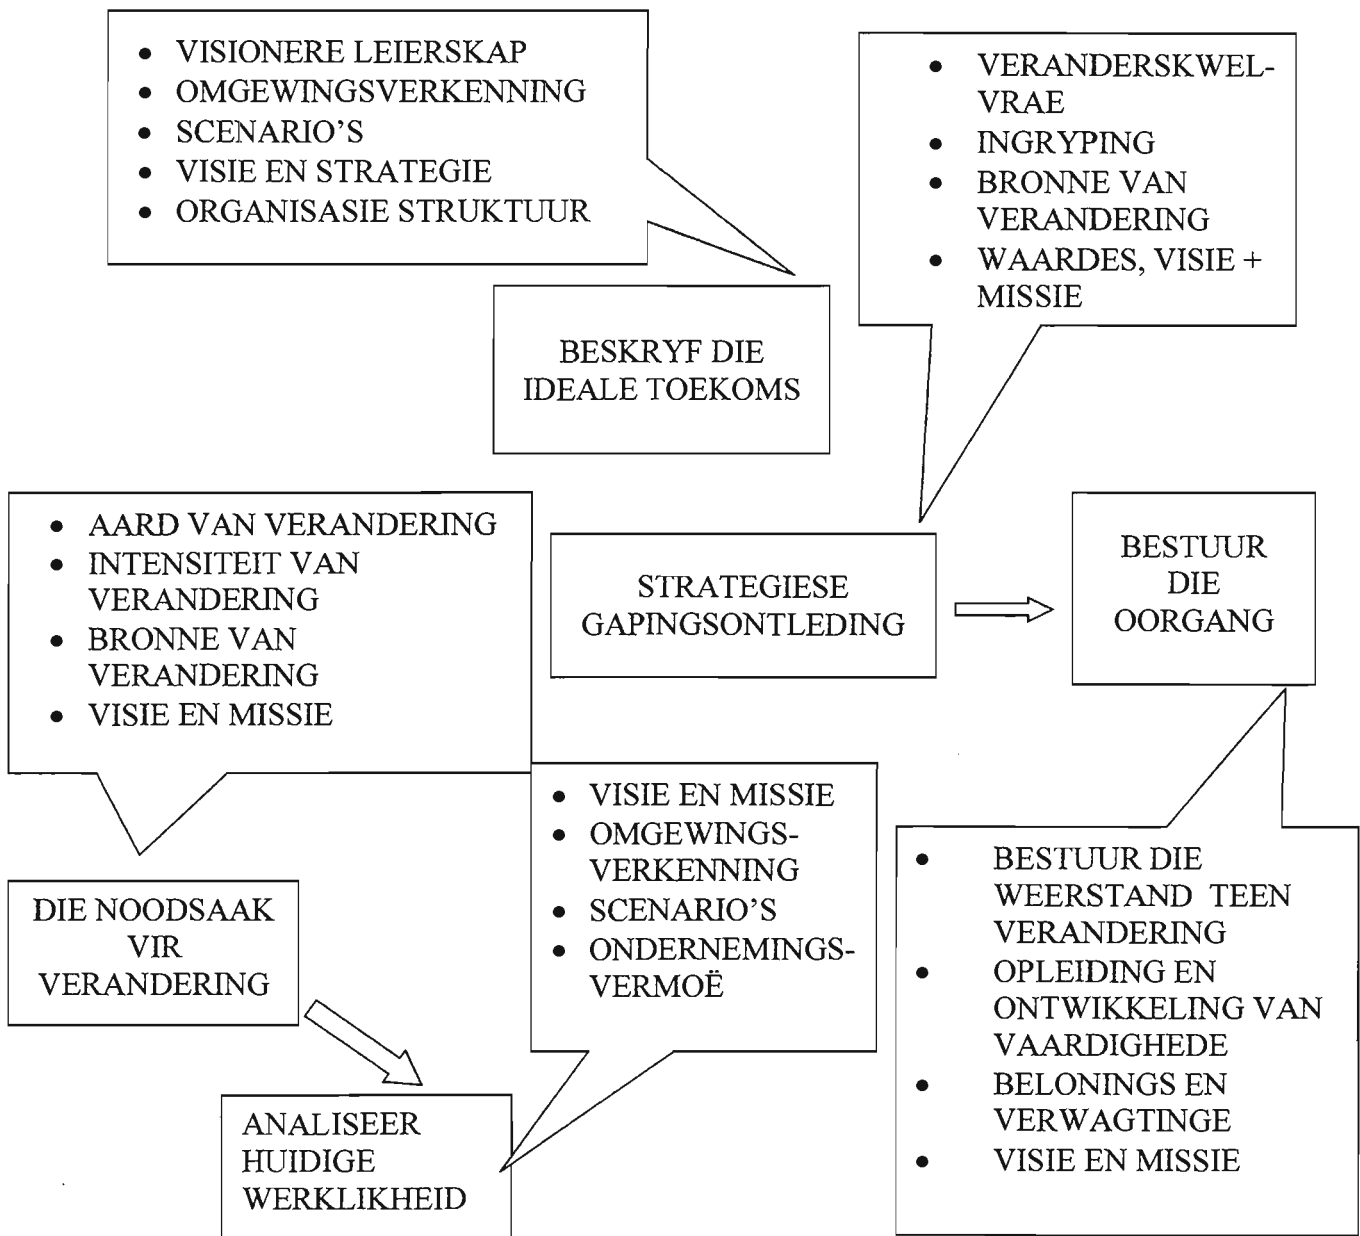 • VISIONERE LEIERSKAP
• OMGEWINGSVERKENNING
• SCENARIO'S
• VISIE EN STRATEGIE
• ORGANISASIE STRUKTUUR
• VERANDERSKWEL-
VRAE
• INGRYPING
• BRONNE VAN
VERANDERING
• WAARDES, VISIE +
MISSIE
BESKRYF DIE
IDEALE TOEKOMS
• AARD VAN VERANDERING
• INTENSITEIT VAN
VERANDERING
• BRONNE VAN
VERANDERING
• VISIE EN MISSIE
STRATEGIESE
GAPINGSONTLEDING
BESTUUR
DIE
OORGANG
• VISIE EN MISSIE
• OMGEWINGS-
VERKENNING
• SCENARIO'S
• ONDERNEMINGS-
VERMOË
DIE NOODSAAK
VIR
VERANDERING
• BESTUUR DIE
WEERSTAND TEEN
VERANDERING
• OPLEIDING EN
ONTWIKKELING VAN
VAARDIGHEDE
• BELONINGS EN
VERWAGTINGE
• VISIE EN MISSIE
ANALISEER
HUIDIGE
WERKLIKHEID